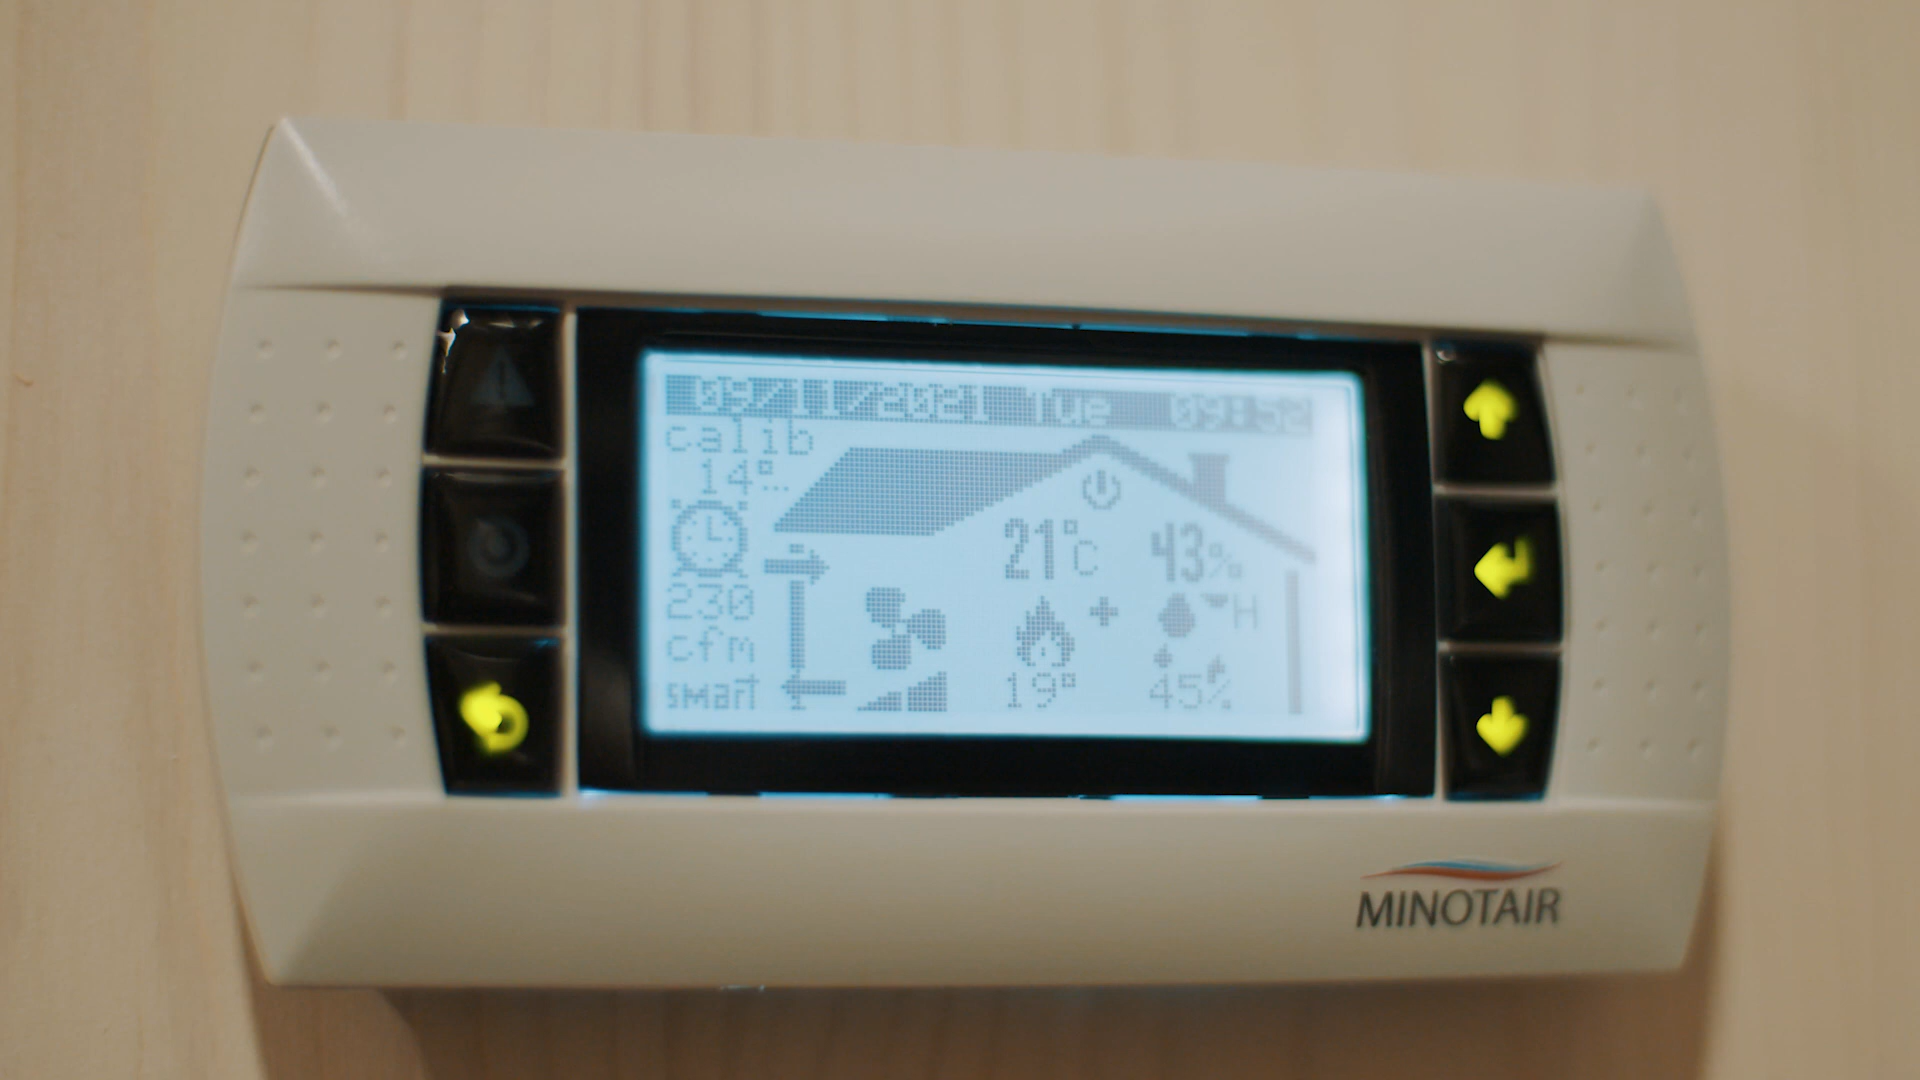 09/11/2021 Tue 09:52
calib
14°...
21°C 43%
230
cfm
H
smart 19° 45%
MINOTAIR